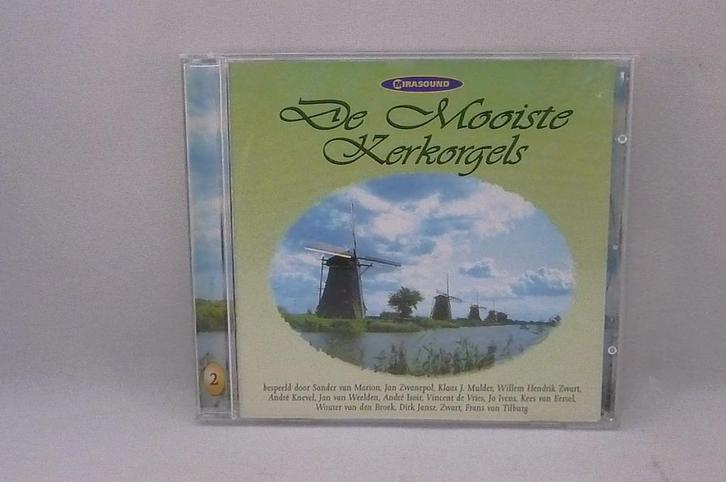 MIRASOUND
De Mooiste
Kerkorgels
2
bespeeld door Sander van Marion, Jan Zwanepol, Klaas J. Mulder, Willem Hendrik Zwart,
André Knevel, Jan van Weelden, André Isoir, Vincent de Vries, Jo Ivens, Kees van Eersel,
Wouter van den Broek, Dirk Jansz. Zwart, Frans van Tilburg